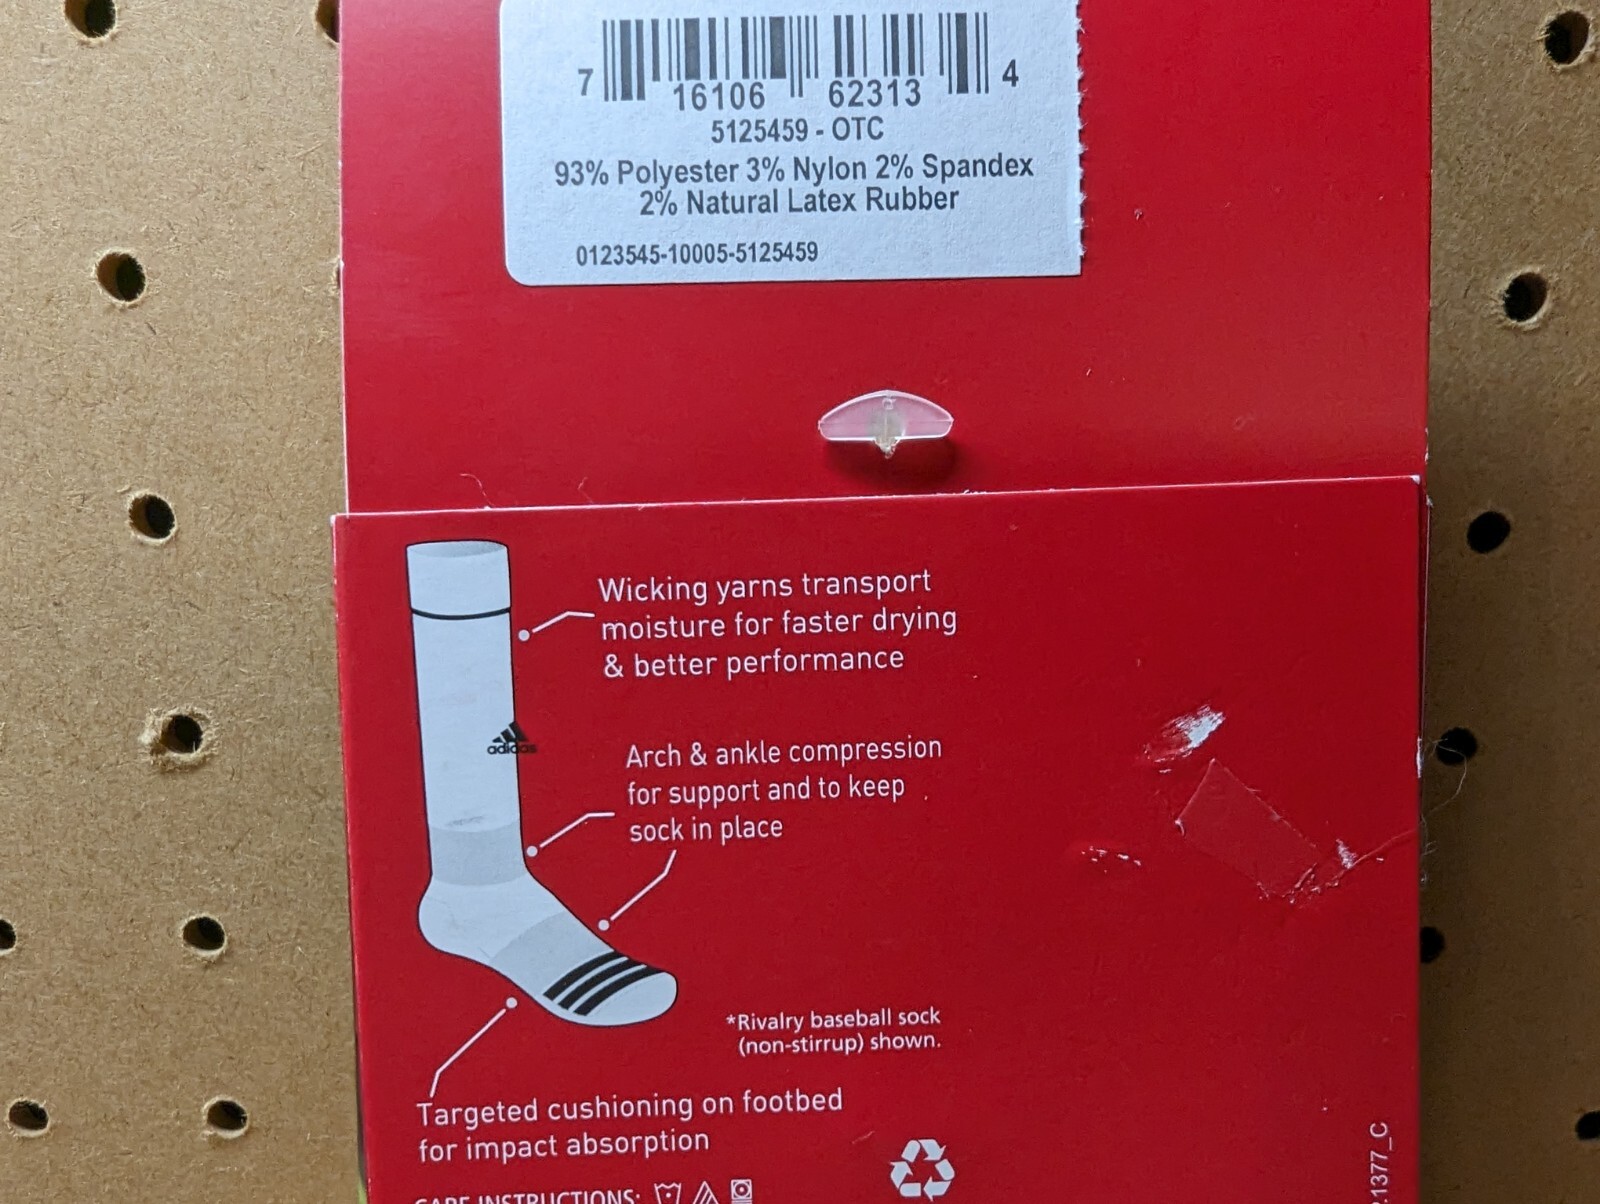 7 16106 62313 4
5125459 - OTC
93% Polyester 3% Nylon 2% Spandex
2% Natural Latex Rubber
0123545-10005-5125459
Wicking yarns transport
moisture for faster drying
& better performance
adidas
Arch & ankle compression
for support and to keep
sock in place
*Rivalry baseball sock
(non-stirrup) shown.
Targeted cushioning on footbed
for impact absorption
CARE INSTRUCTIONS:
1377_C